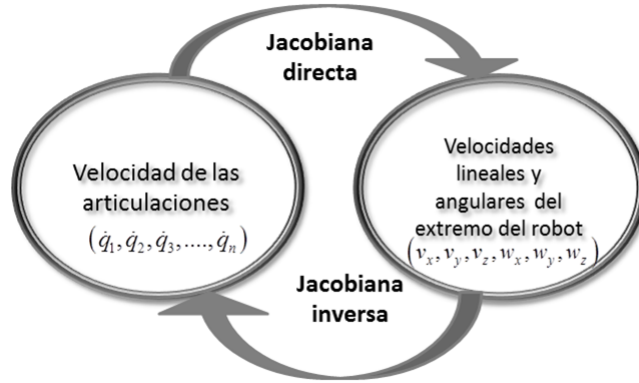 Jacobiana
directa
Velocidad de las
articulaciones
(q̇₁, q̇₂, q̇₃, ...., q̇ₙ)
Velocidades
lineales y
angulares del
extremo del robot
(vₓ, v_y, v_z, wₓ, w_y, w_z)
Jacobiana
inversa